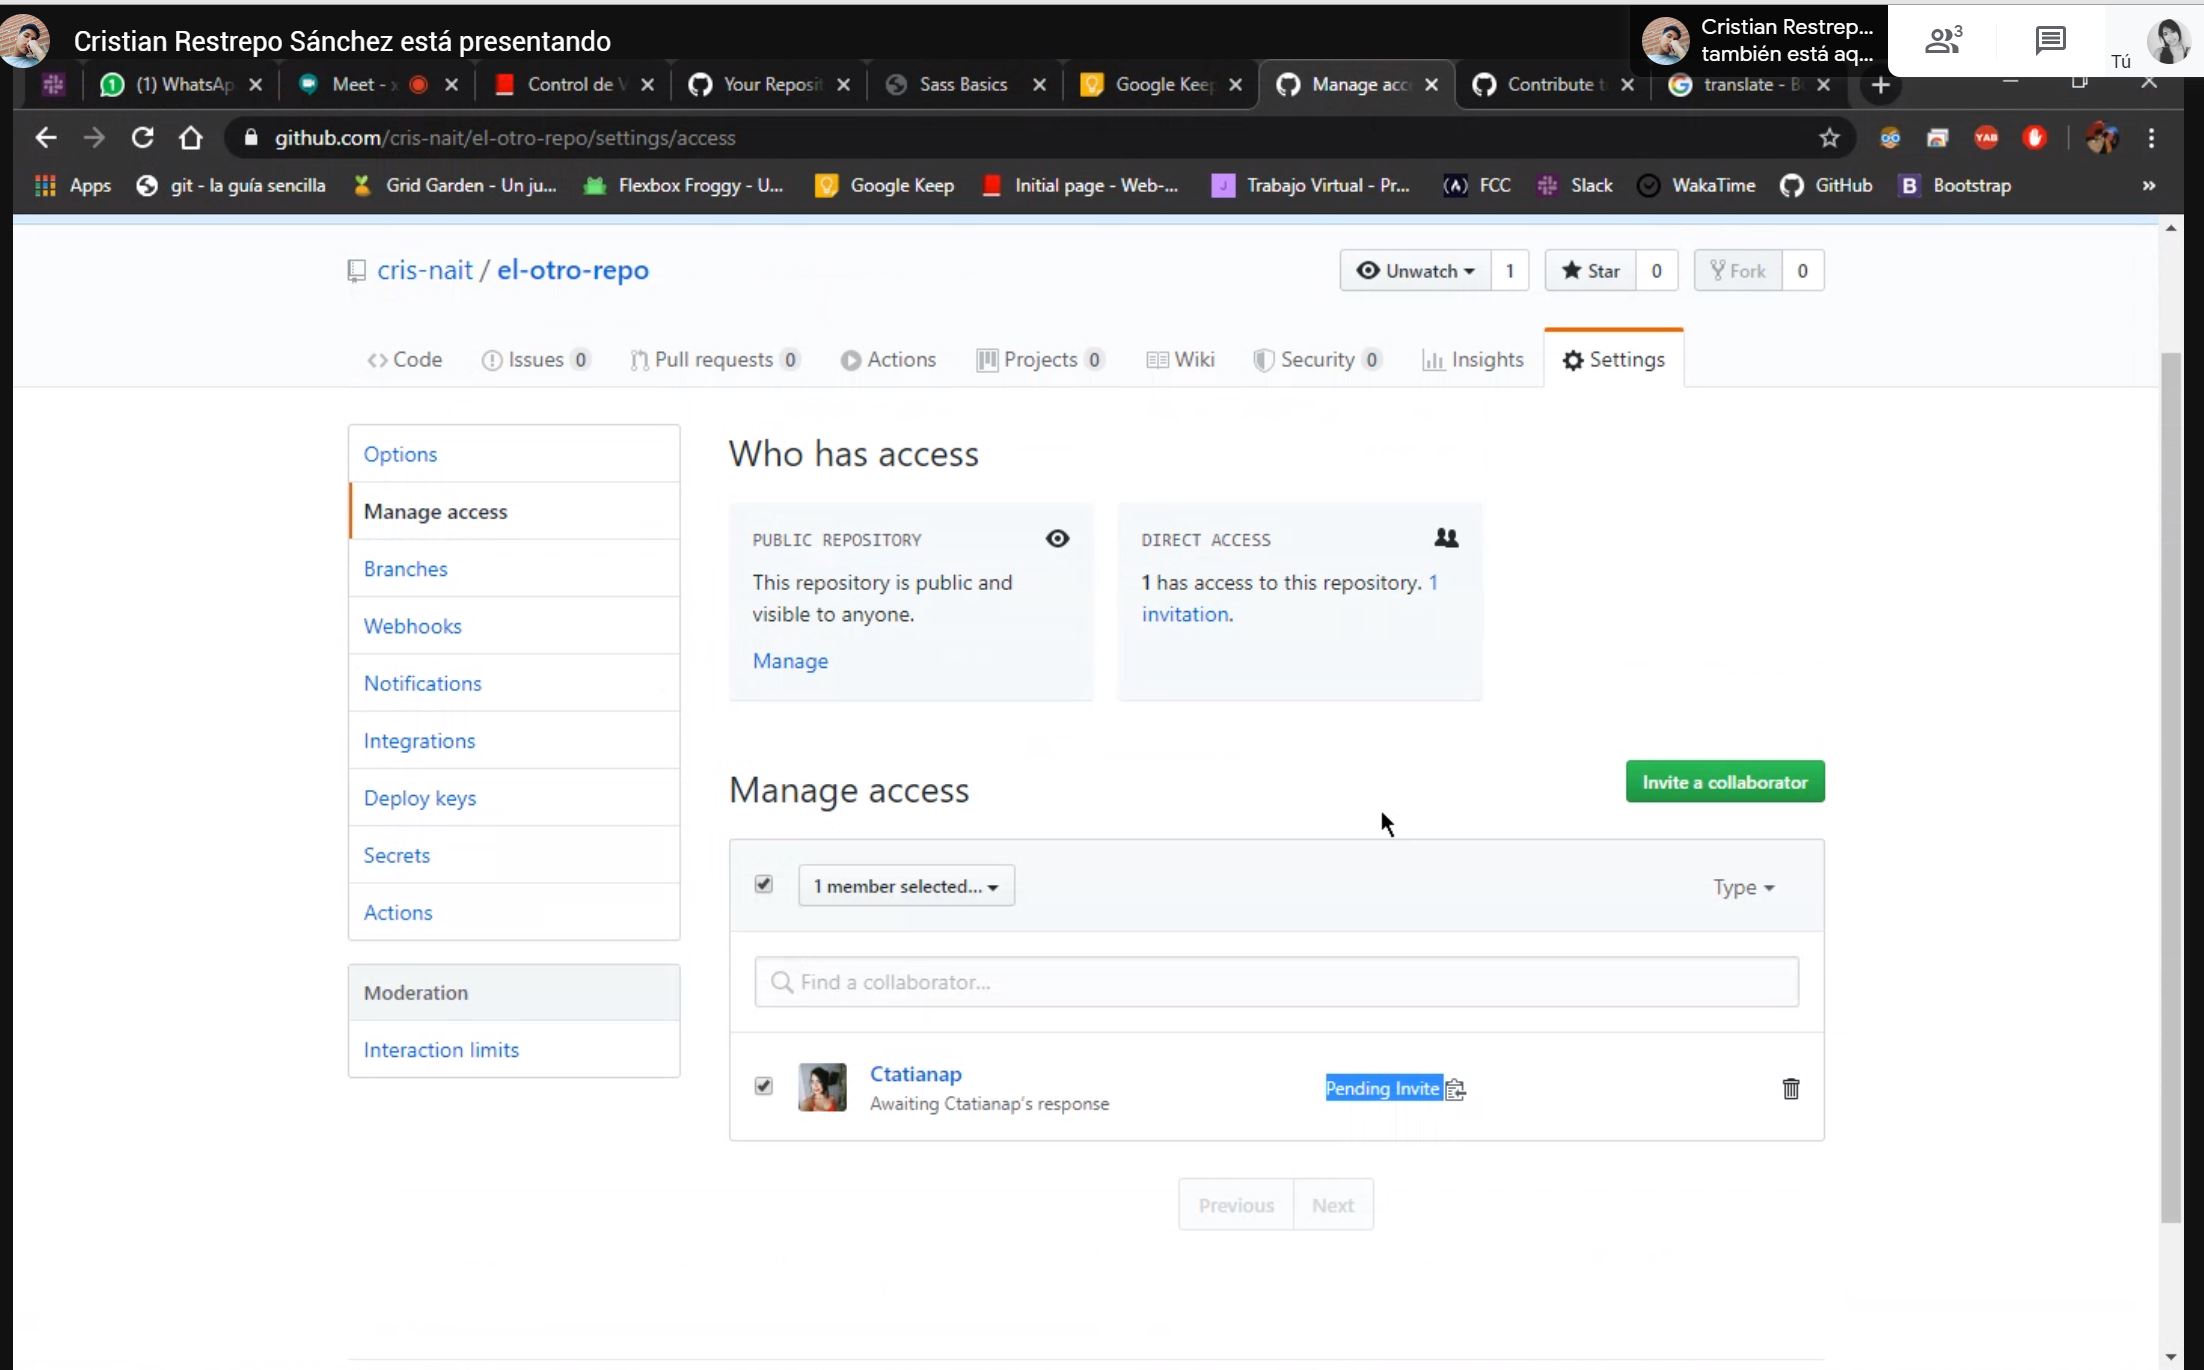 Cristian Restrepo Sánchez está presentando
Cristian Restrep...
también está aq...
3
Tú
(1) WhatsAp
Meet - x
Control de V
Your Reposit
Sass Basics
Google Keep
Manage acc
Contribute t
translate - B
github.com/cris-nait/el-otro-repo/settings/access
YAB
Apps
git - la guía sencilla
Grid Garden - Un ju...
Flexbox Froggy - U...
Google Keep
Initial page - Web-...
Trabajo Virtual - Pr...
FCC
Slack
WakaTime
GitHub
Bootstrap
»
cris-nait / el-otro-repo
Unwatch 1
Star 0
Fork 0
Code
Issues 0
Pull requests 0
Actions
Projects 0
Wiki
Security 0
Insights
Settings
Options
Manage access
Branches
Webhooks
Notifications
Integrations
Deploy keys
Secrets
Actions
Moderation
Interaction limits
Who has access
PUBLIC REPOSITORY
This repository is public and
visible to anyone.
Manage
DIRECT ACCESS
1 has access to this repository. 1
invitation.
Manage access
Invite a collaborator
1 member selected...
Type
Find a collaborator...
Ctatianap
Awaiting Ctatianap's response
Pending Invite
Previous
Next